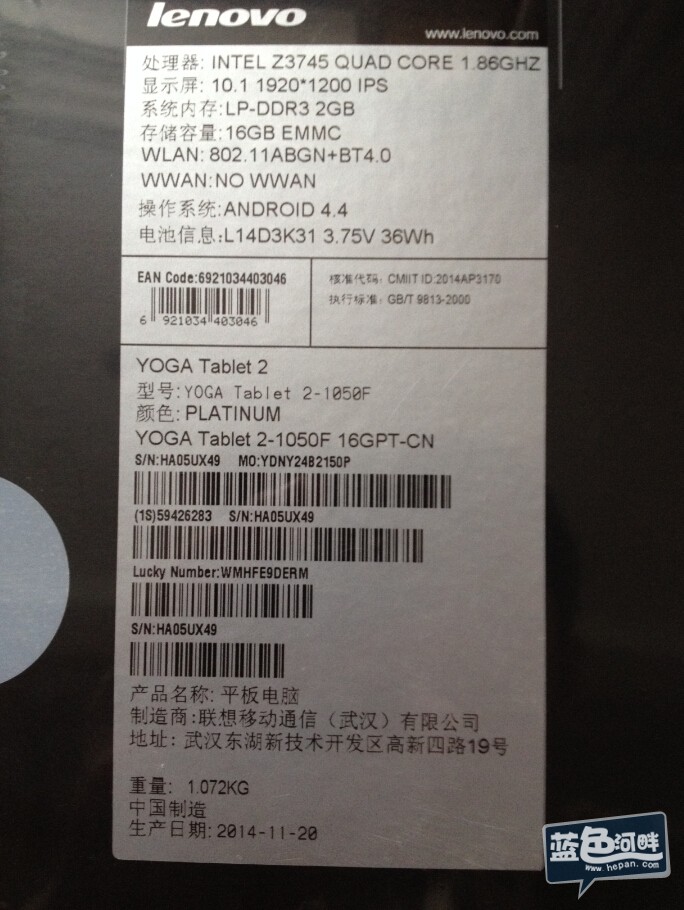 lenovo
www.lenovo.com
处理器: INTEL Z3745 QUAD CORE 1.86GHZ
显示屏: 10.1 1920*1200 IPS
系统内存:LP-DDR3 2GB
存储容量:16GB EMMC
WLAN: 802.11ABGN+BT4.0
WWAN:NO WWAN
操作系统:ANDROID 4.4
电池信息:L14D3K31 3.75V 36Wh
EAN Code:6921034403046
6 921034 403046
核准代码: CMIIT ID:2014AP3170
执行标准: GB/T 9813-2000
YOGA Tablet 2
型号:YOGA Tablet 2-1050F
颜色: PLATINUM
YOGA Tablet 2-1050F 16GPT-CN
S/N:HA05UX49 MO:YDNY24B2150P
(1S)59426283 S/N:HA05UX49
Lucky Number:WMHFE9DERM
S/N:HA05UX49
产品名称: 平板电脑
制造商:联想移动通信（武汉）有限公司
地址: 武汉东湖新技术开发区高新四路19号
重量: 1.072KG
中国制造
生产日期: 2014-11-20
蓝色河畔
www.hepan.com